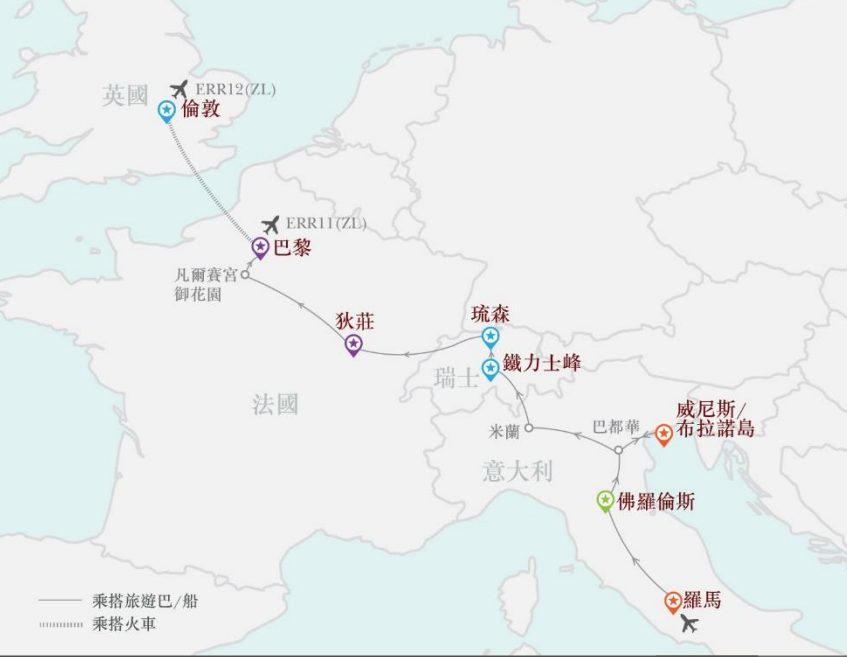 ERR12(ZL)
英國
倫敦
ERR11(ZL)
巴黎
凡爾賽宮
御花園
狄莊
琉森
鐵力士峰
瑞士
法國
威尼斯/
布拉諾島
巴都華
米蘭
意大利
佛羅倫斯
羅馬
乘搭旅遊巴/船
乘搭火車